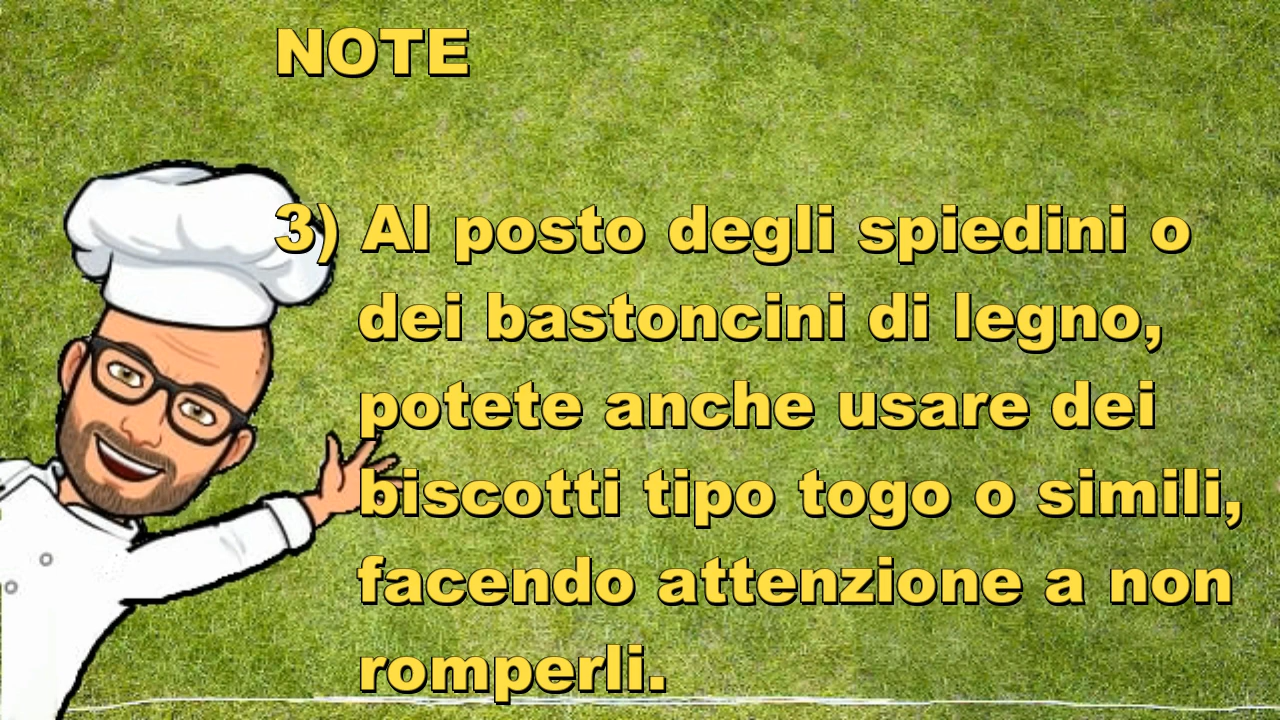 NOTE
3) Al posto degli spiedini o
dei bastoncini di legno,
potete anche usare dei
biscotti tipo togo o simili,
facendo attenzione a non
romperli.